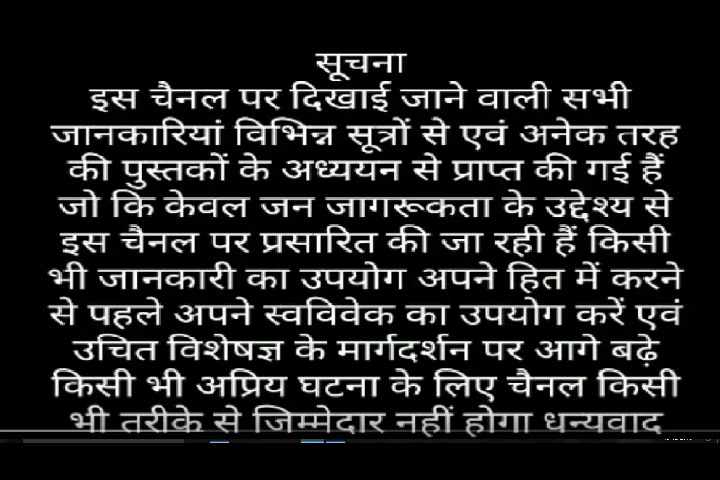 सूचना
इस चैनल पर दिखाई जाने वाली सभी
जानकारियां विभिन्न सूत्रों से एवं अनेक तरह
की पुस्तकों के अध्ययन से प्राप्त की गई हैं
जो कि केवल जन जागरूकता के उद्देश्य से
इस चैनल पर प्रसारित की जा रही हैं किसी
भी जानकारी का उपयोग अपने हित में करने
से पहले अपने स्वविवेक का उपयोग करें एवं
उचित विशेषज्ञ के मार्गदर्शन पर आगे बढ़े
किसी भी अप्रिय घटना के लिए चैनल किसी
भी तरीके से जिम्मेदार नहीं होगा धन्यवाद